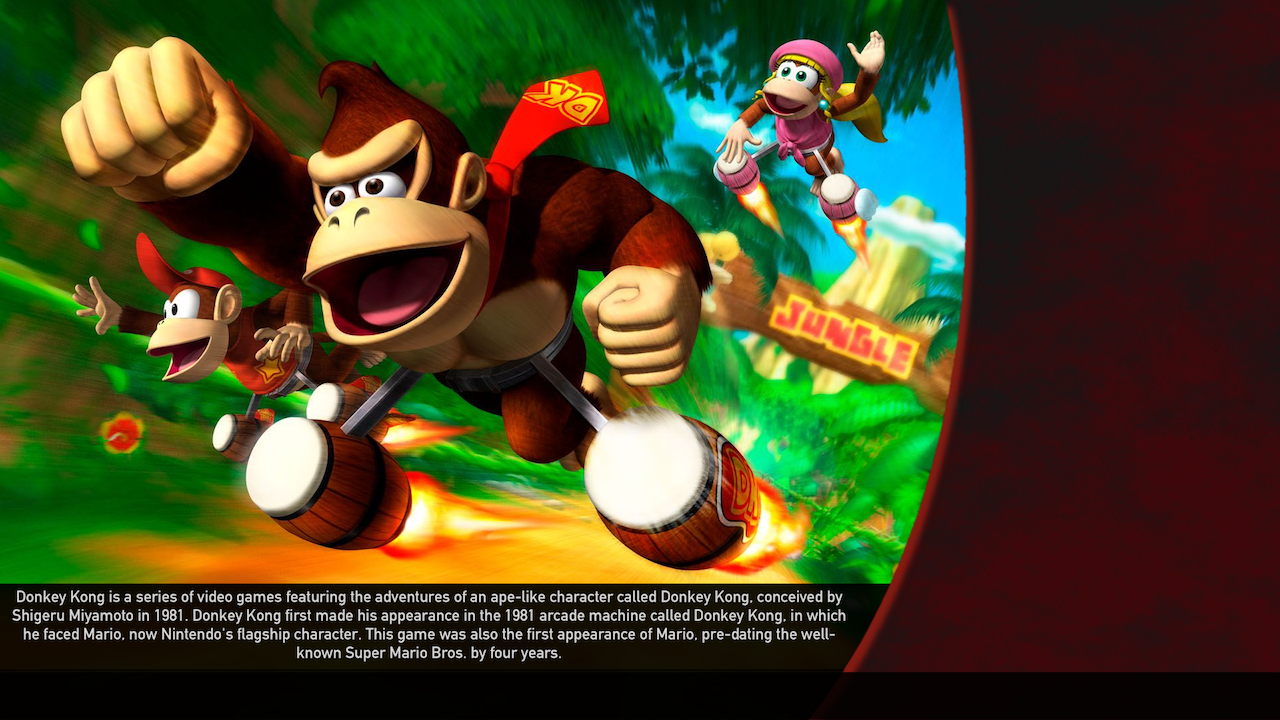 DK
JUNGLE
DK
Donkey Kong is a series of video games featuring the adventures of an ape-like character called Donkey Kong, conceived by
Shigeru Miyamoto in 1981. Donkey Kong first made his appearance in the 1981 arcade machine called Donkey Kong, in which
he faced Mario, now Nintendo's flagship character. This game was also the first appearance of Mario, pre-dating the well-
known Super Mario Bros. by four years.